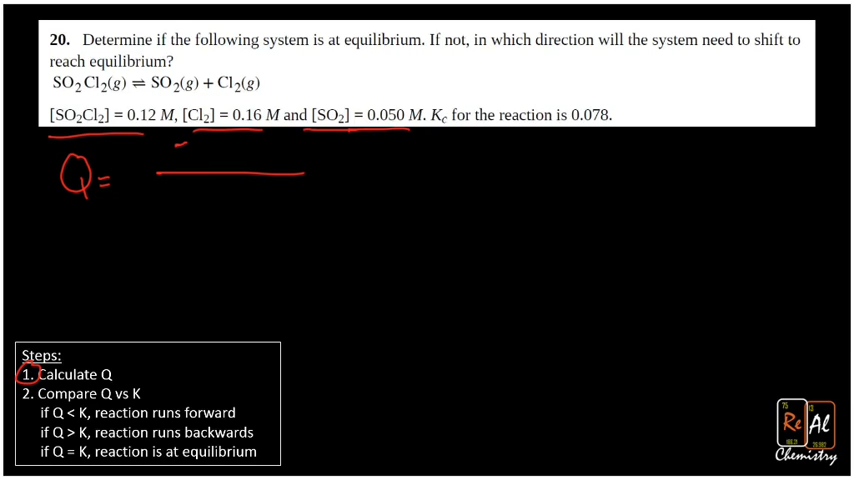 20. Determine if the following system is at equilibrium. If not, in which direction will the system need to shift to
reach equilibrium?
SO₂Cl₂(g) ⇌ SO₂(g) + Cl₂(g)
[SO₂Cl₂] = 0.12 M, [Cl₂] = 0.16 M and [SO₂] = 0.050 M. K꜀ for the reaction is 0.078.
Q =
Steps:
1. Calculate Q
2. Compare Q vs K
if Q < K, reaction runs forward
if Q > K, reaction runs backwards
if Q = K, reaction is at equilibrium
75 13
Re Al
Chemistry